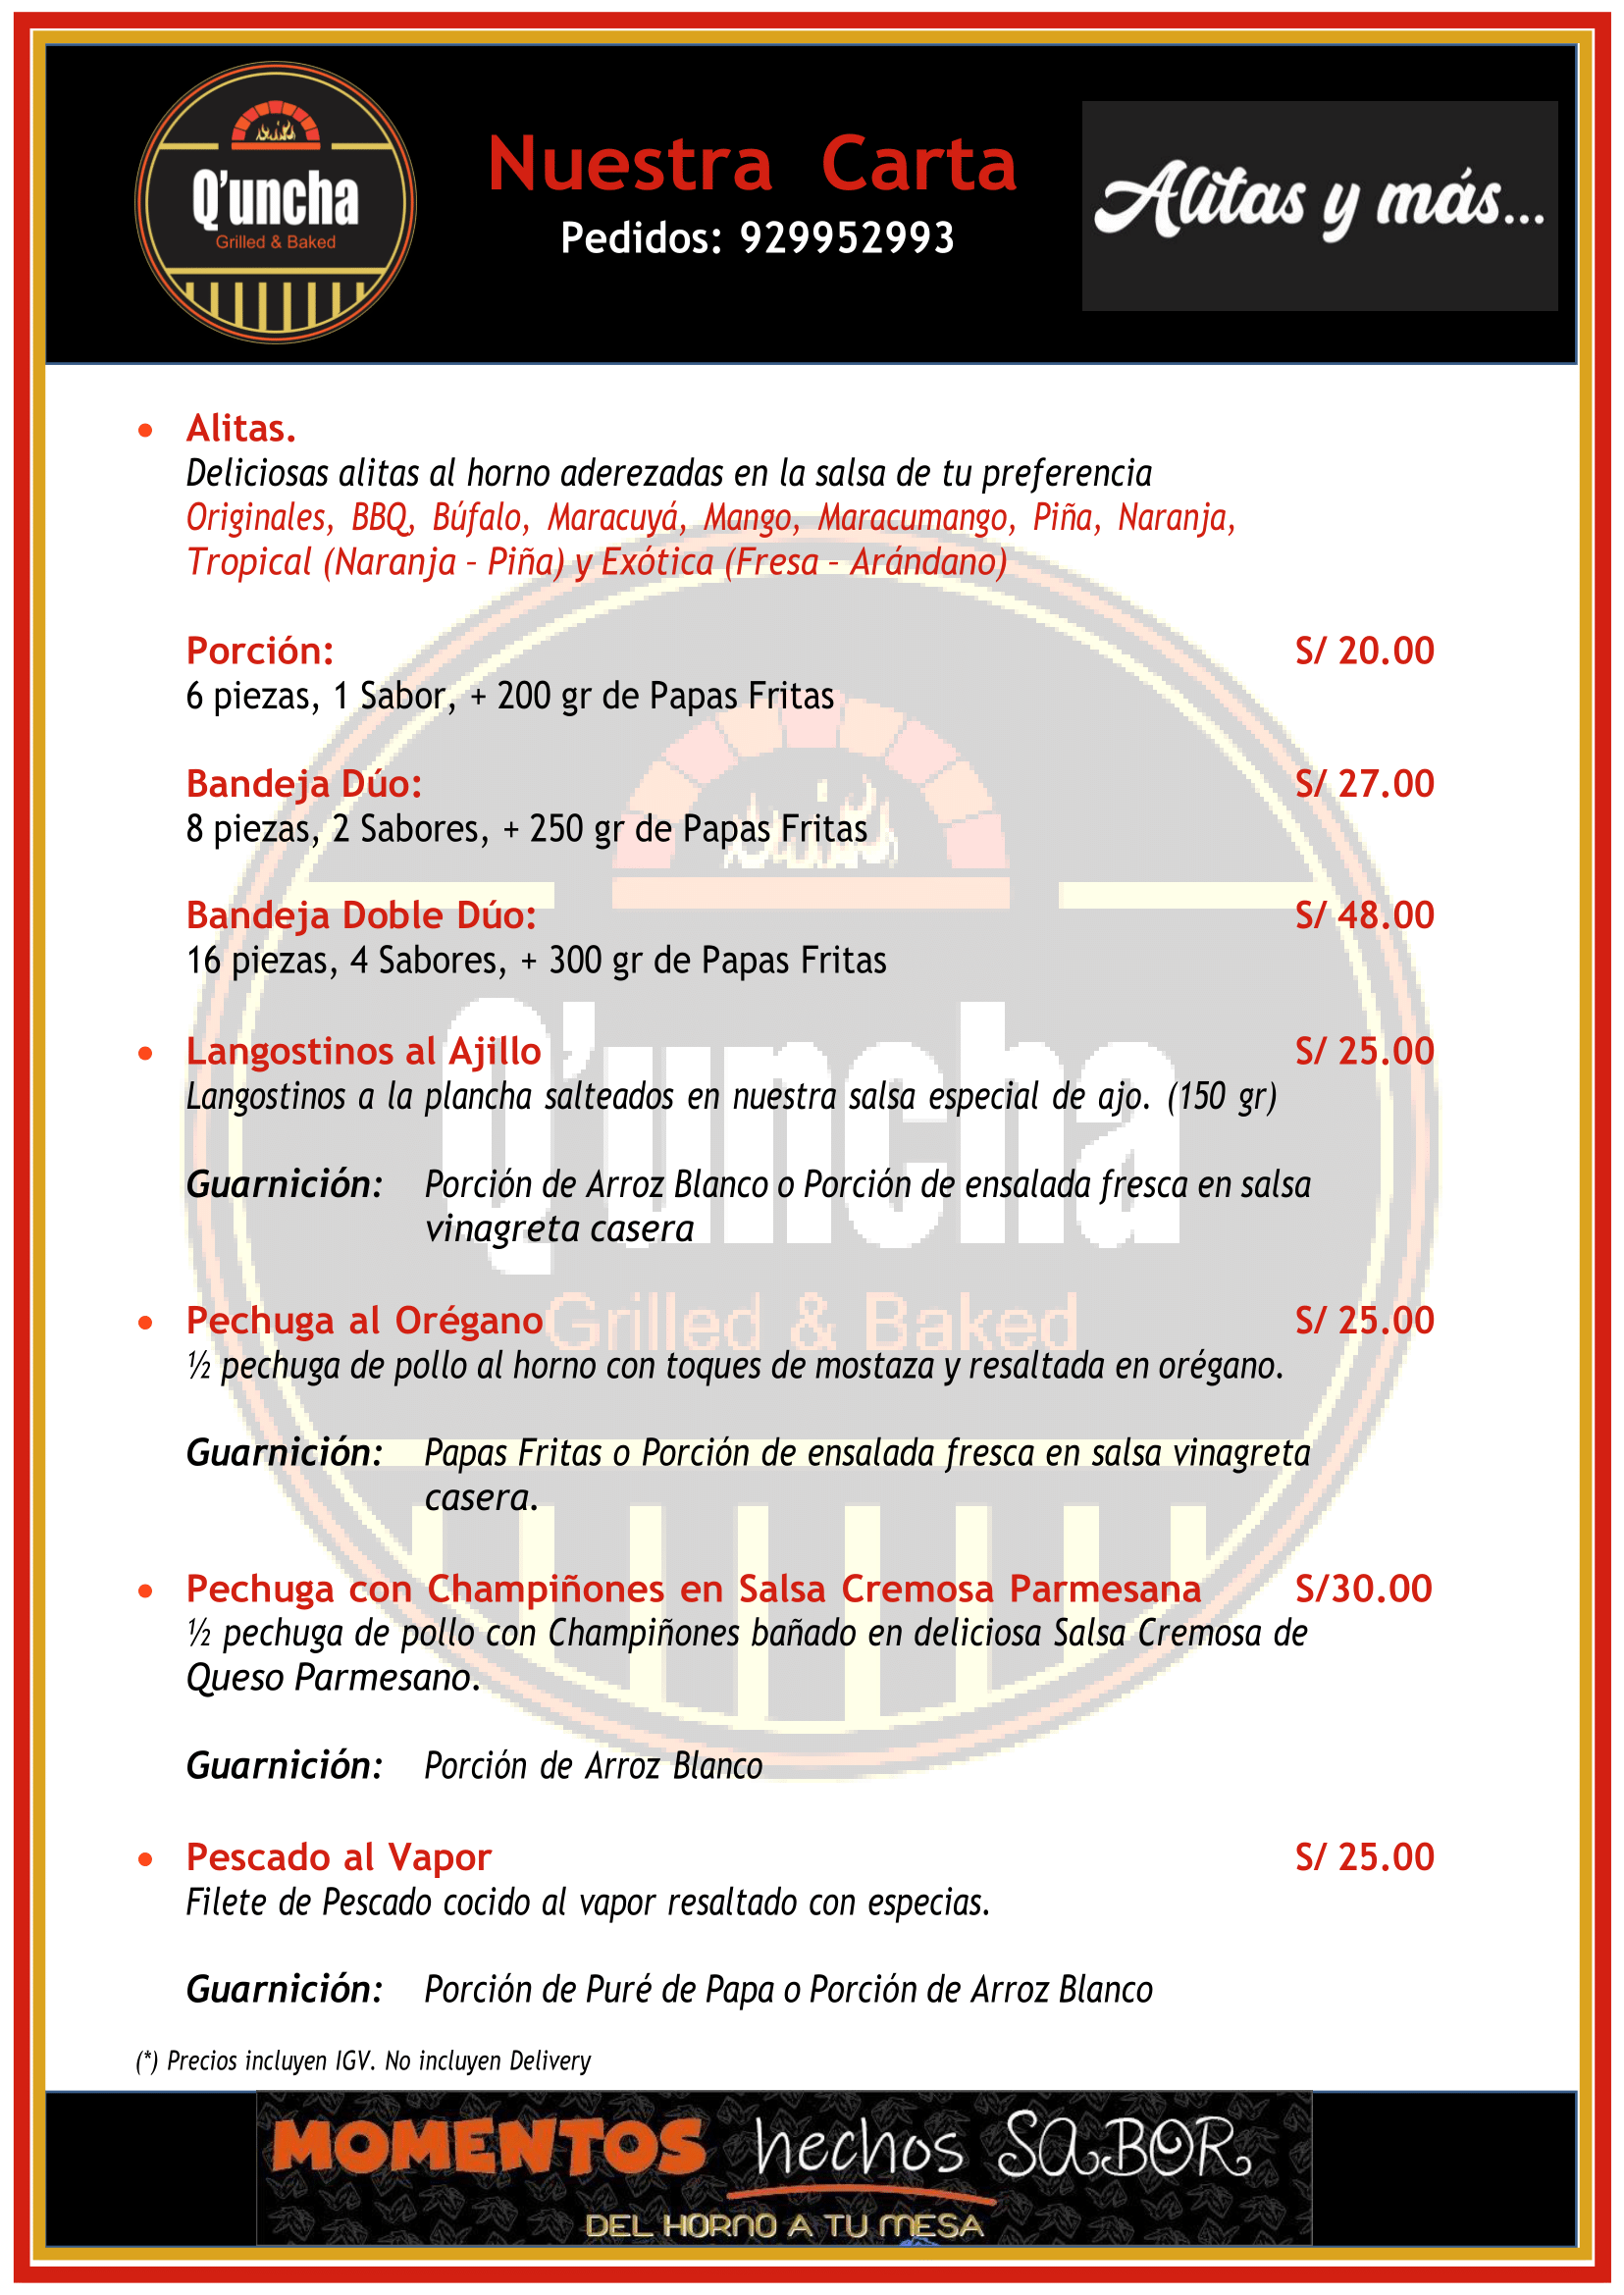 Q'uncha
Grilled & Baked
Nuestra Carta
Pedidos: 929952993
Alitas y más...
• Alitas.
Deliciosas alitas al horno aderezadas en la salsa de tu preferencia
Originales, BBQ, Búfalo, Maracuyá, Mango, Maracumango, Piña, Naranja,
Tropical (Naranja – Piña) y Exótica (Fresa – Arándano)
Porción: S/ 20.00
6 piezas, 1 Sabor, + 200 gr de Papas Fritas
Bandeja Dúo: S/ 27.00
8 piezas, 2 Sabores, + 250 gr de Papas Fritas
Bandeja Doble Dúo: S/ 48.00
16 piezas, 4 Sabores, + 300 gr de Papas Fritas
• Langostinos al Ajillo S/ 25.00
Langostinos a la plancha salteados en nuestra salsa especial de ajo. (150 gr)
Guarnición: Porción de Arroz Blanco o Porción de ensalada fresca en salsa
vinagreta casera
Q'uncha
Grilled & Baked
• Pechuga al Orégano S/ 25.00
½ pechuga de pollo al horno con toques de mostaza y resaltada en orégano.
Guarnición: Papas Fritas o Porción de ensalada fresca en salsa vinagreta
casera.
• Pechuga con Champiñones en Salsa Cremosa Parmesana S/30.00
½ pechuga de pollo con Champiñones bañado en deliciosa Salsa Cremosa de
Queso Parmesano.
Guarnición: Porción de Arroz Blanco
• Pescado al Vapor S/ 25.00
Filete de Pescado cocido al vapor resaltado con especias.
Guarnición: Porción de Puré de Papa o Porción de Arroz Blanco
(*) Precios incluyen IGV. No incluyen Delivery
MOMENTOS hechos SABOR
DEL HORNO A TU MESA